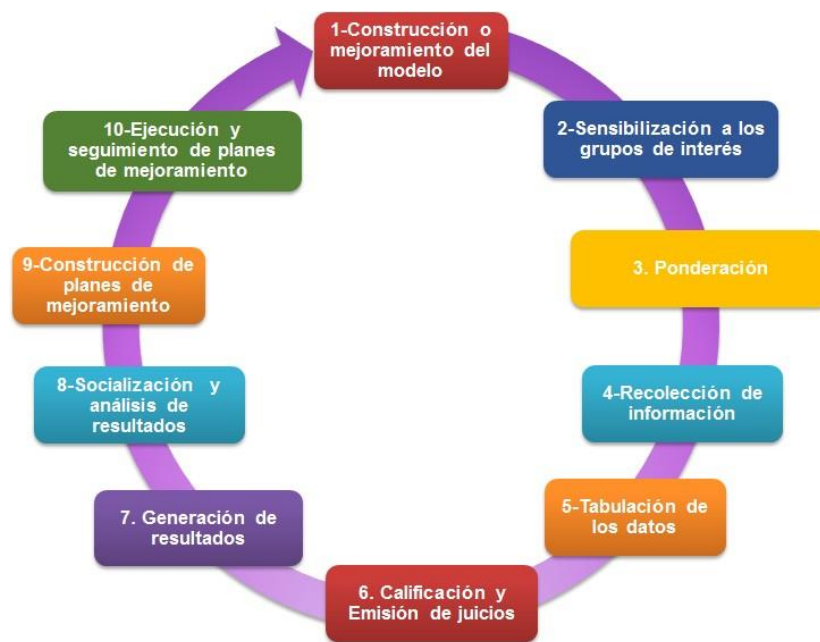 1-Construcción o
mejoramiento del
modelo
2-Sensibilización a los
grupos de interés
3. Ponderación
4-Recolección de
información
5-Tabulación de
los datos
6. Calificación y
Emisión de juicios
7. Generación de
resultados
8-Socialización y
análisis de
resultados
9-Construcción de
planes de
mejoramiento
10-Ejecución y
seguimiento de planes
de mejoramiento